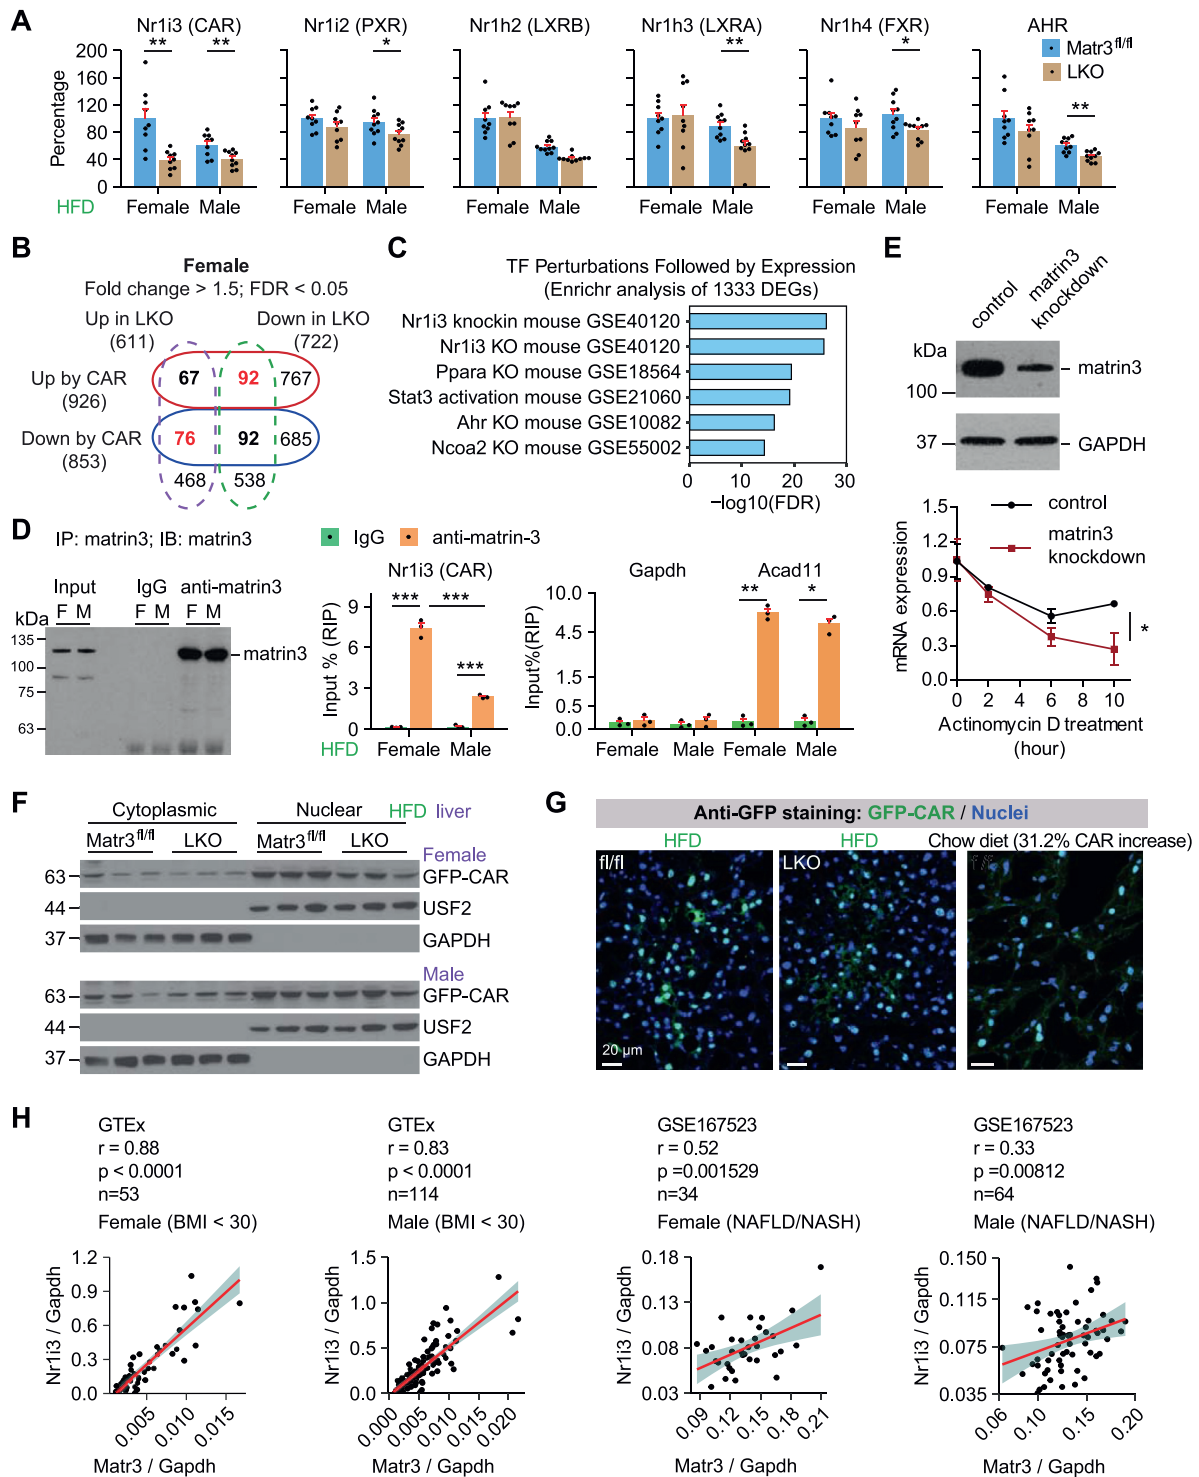 A
Nr1i3 (CAR)
Nr1i2 (PXR)
Nr1h2 (LXRB)
Nr1h3 (LXRA)
Nr1h4 (FXR)
AHR
Percentage
200
160
120
80
40
0
** **
*
**
*
**
Matr3fl/fl
LKO
HFD
Female Male
Female Male
Female Male
Female Male
Female Male
Female Male
B
Female
Fold change > 1.5; FDR < 0.05
Up in LKO
(611)
Down in LKO
(722)
Up by CAR
(926)
67 92 767
Down by CAR
(853)
76 92 685
468 538
C
TF Perturbations Followed by Expression
(Enrichr analysis of 1333 DEGs)
Nr1i3 knockin mouse GSE40120
Nr1i3 KO mouse GSE40120
Ppara KO mouse GSE18564
Stat3 activation mouse GSE21060
Ahr KO mouse GSE10082
Ncoa2 KO mouse GSE55002
0 10 20 30
−log10(FDR)
E
control
matrin3
knockdown
kDa
100
matrin3
37
GAPDH
control
matrin3
knockdown
mRNA expression
1.5
1.2
0.9
0.6
0.3
0.0
*
0 2 6 10
Actinomycin D treatment
(hour)
D
IP: matrin3; IB: matrin3
Input IgG anti-matrin3
F M F M F M
kDa
135
100
75
63
matrin3
IgG
anti-matrin-3
Nr1i3 (CAR)
Input % (RIP)
9
6
3
0
*** ***
***
HFD
Female Male
Gapdh
Acad11
Input%(RIP)
10.0
4.5
1.5
0.5
0.0
** *
Female Male Female Male
F
Cytoplasmic Nuclear HFD liver
Matr3fl/fl LKO Matr3fl/fl LKO
Female
63 GFP-CAR
44 USF2
37 GAPDH
Male
63 GFP-CAR
44 USF2
37 GAPDH
G
Anti-GFP staining: GFP-CAR / Nuclei
HFD
HFD
Chow diet (31.2% CAR increase)
fl/fl
LKO
20 μm
H
GTEx
r = 0.88
p < 0.0001
n=53
Female (BMI < 30)
Nr1i3 / Gapdh
1.2
0.9
0.6
0.3
0.0
0.005 0.010 0.015
Matr3 / Gapdh
GTEx
r = 0.83
p < 0.0001
n=114
Male (BMI < 30)
Nr1i3 / Gapdh
1.5
1.0
0.5
0.0
0.000 0.005 0.010 0.015 0.020
Matr3 / Gapdh
GSE167523
r = 0.52
p =0.001529
n=34
Female (NAFLD/NASH)
Nr1i3 / Gapdh
0.18
0.13
0.08
0.03
0.09 0.12 0.15 0.18 0.21
Matr3 / Gapdh
GSE167523
r = 0.33
p =0.00812
n=64
Male (NAFLD/NASH)
Nr1i3 / Gapdh
0.150
0.115
0.075
0.035
0.06 0.10 0.15 0.20
Matr3 / Gapdh